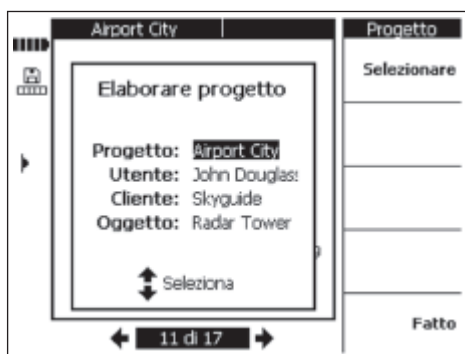 Airport City
Progetto
Selezionare
Elaborare progetto
Progetto: Airport City
Utente: John Douglas:
Cliente: Skyguide
Oggetto: Radar Tower
Seleziona
11 di 17
Fatto